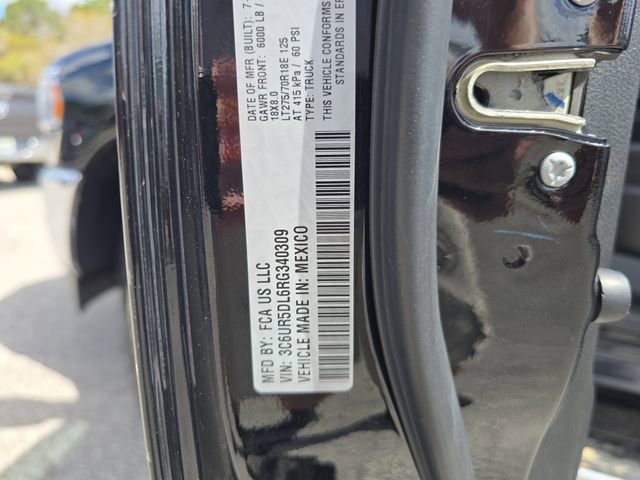 MFD BY: FCA US LLC
DATE OF MFR (BUILT): 7-
GAWR FRONT: 6000 LB /
18X8.0
LT275/70R18E 125
AT 415 kPa / 60 PSI
TYPE: TRUCK
THIS VEHICLE CONFORMS
STANDARDS IN
VIN: 3C6UR5DL6RG340309
VEHICLE MADE IN: MEXICO